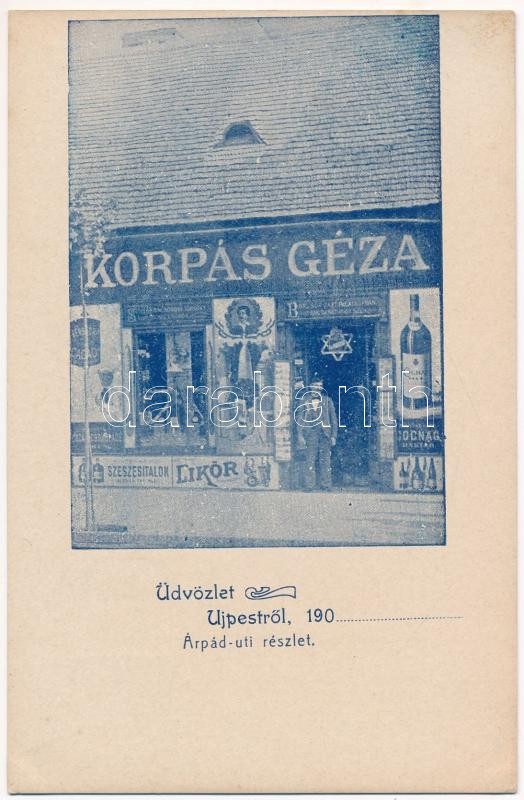 KORPÁS GÉZA
B
COGNAC
SZESZESITALOK
LIKÖR
darabanth
Üdvözlet
Ujpestről, 190
Árpád-uti részlet.